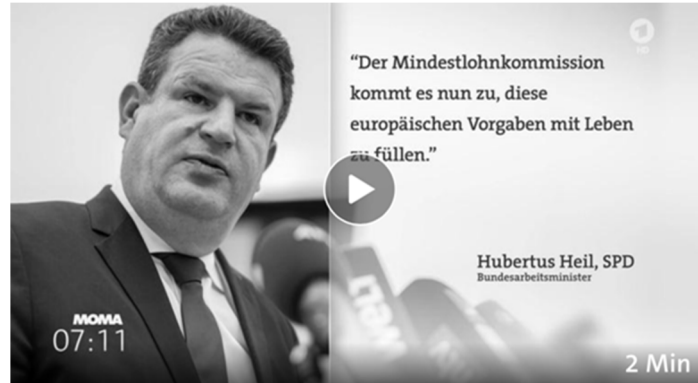 “Der Mindestlohnkommission
kommt es nun zu, diese
europäischen Vorgaben mit Leben
zu füllen.”
Hubertus Heil, SPD
Bundesarbeitsminister
MOMA
07:11
WELT
2 Min